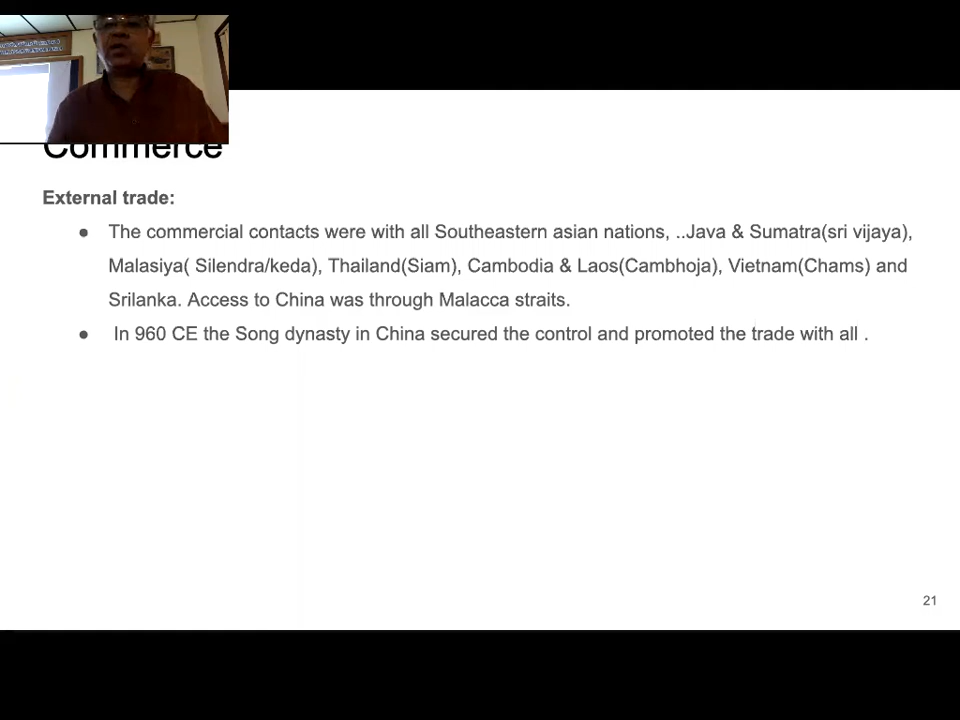 Commerce
External trade:
● The commercial contacts were with all Southeastern asian nations, ..Java & Sumatra(sri vijaya),
Malasiya( Silendra/keda), Thailand(Siam), Cambodia & Laos(Cambhoja), Vietnam(Chams) and
Srilanka. Access to China was through Malacca straits.
● In 960 CE the Song dynasty in China secured the control and promoted the trade with all .
21